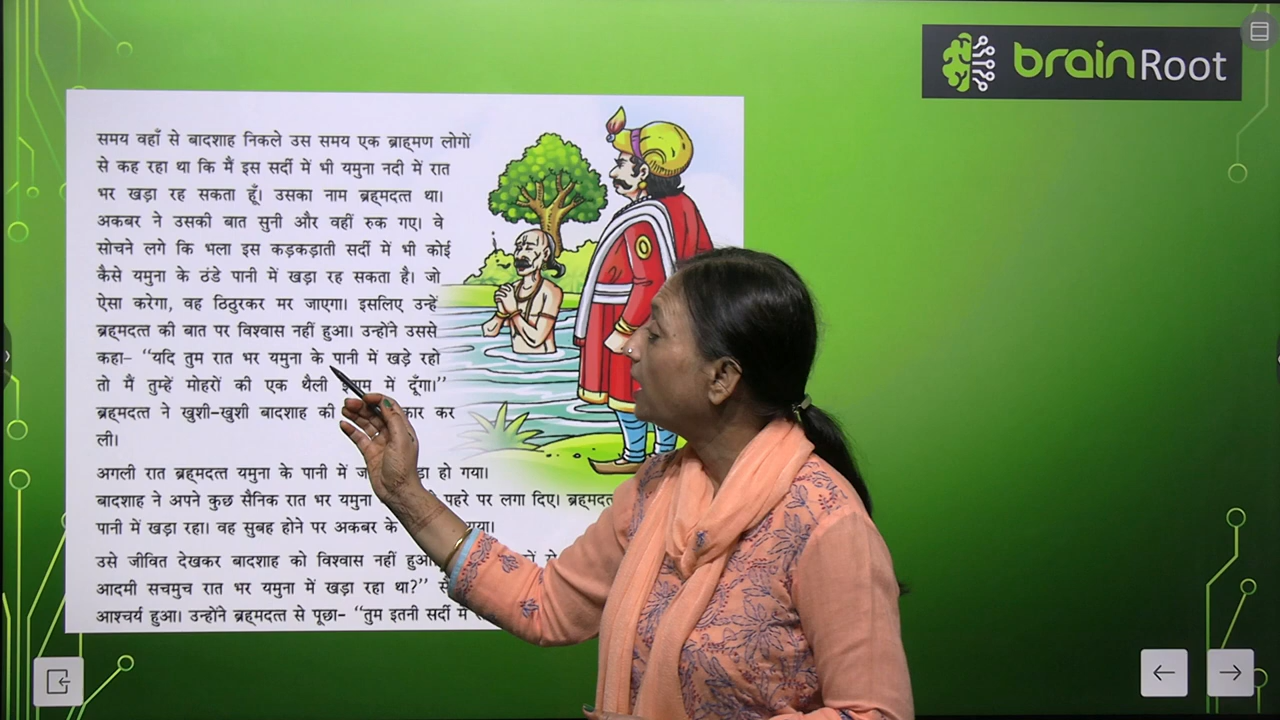 brainRoot
समय वहाँ से बादशाह निकले उस समय एक ब्राह्मण लोगों
से कह रहा था कि मैं इस सर्दी में भी यमुना नदी में रात
भर खड़ा रह सकता हूँ। उसका नाम ब्रह्मदत्त था।
अकबर ने उसकी बात सुनी और वहीं रुक गए। वे
सोचने लगे कि भला इस कड़कड़ाती सर्दी में भी कोई
कैसे यमुना के ठंडे पानी में खड़ा रह सकता है। जो
ऐसा करेगा, वह ठिठुरकर मर जाएगा। इसलिए उन्हें
ब्रह्मदत्त की बात पर विश्वास नहीं हुआ। उन्होंने उससे
कहा– “यदि तुम रात भर यमुना के पानी में खड़े रहो
तो मैं तुम्हें मोहरों की एक थैली में दूँगा।”
ब्रह्मदत्त ने खुशी-खुशी बादशाह की कर
ली।
अगली रात ब्रह्मदत्त यमुना के पानी में हो गया।
बादशाह ने अपने कुछ सैनिक रात भर यमुना पहरे पर लगा दिए।
पानी में खड़ा रहा। वह सुबह होने पर अकबर के
उसे जीवित देखकर बादशाह को विश्वास नहीं
आदमी सचमुच रात भर यमुना में खड़ा रहा था?”
आश्चर्य हुआ। उन्होंने ब्रह्मदत्त से पूछा– “तुम इतनी सर्दी में